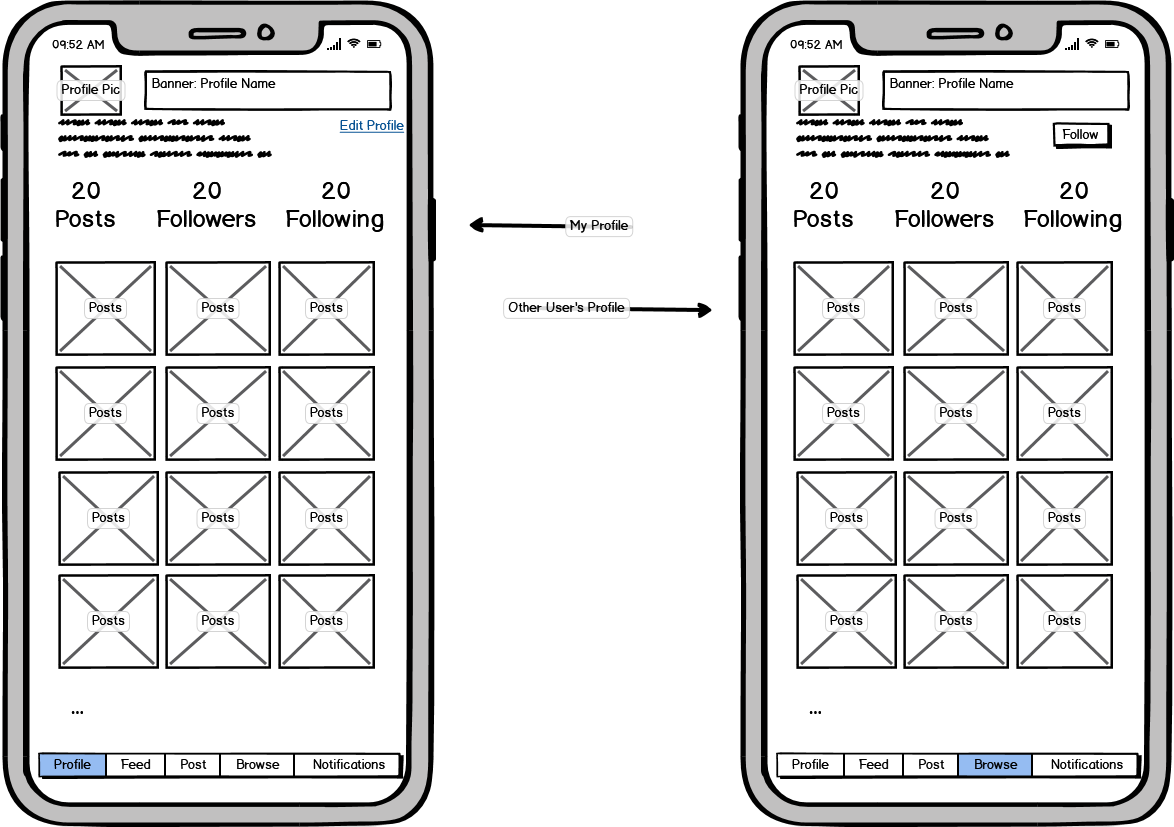 09:52 AM
Profile Pic
Banner: Profile Name
Edit Profile
20 20 20
Posts Followers Following
Posts Posts Posts
Posts Posts Posts
Posts Posts Posts
Posts Posts Posts
...
Profile Feed Post Browse Notifications
My Profile
Other User's Profile
09:52 AM
Profile Pic
Banner: Profile Name
Follow
20 20 20
Posts Followers Following
Posts Posts Posts
Posts Posts Posts
Posts Posts Posts
Posts Posts Posts
...
Profile Feed Post Browse Notifications